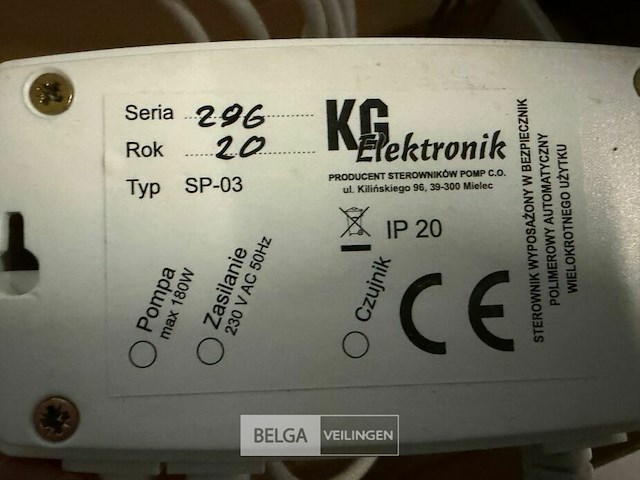 Seria 296
Rok 20
Typ SP-03
KG
Elektronik
PRODUCENT STEROWNIKÓW POMP C.O.
ul. Kilińskiego 96, 39-300 Mielec
IP 20
CE
Pompa
max 180W
Zasilanie
230 V AC 50Hz
Czujnik
STEROWNIK WYPOSAŻONY W BEZPIECZNIK
POLIMEROWY AUTOMATYCZNY
WIELOKROTNEGO UŻYTKU
BELGA VEILINGEN